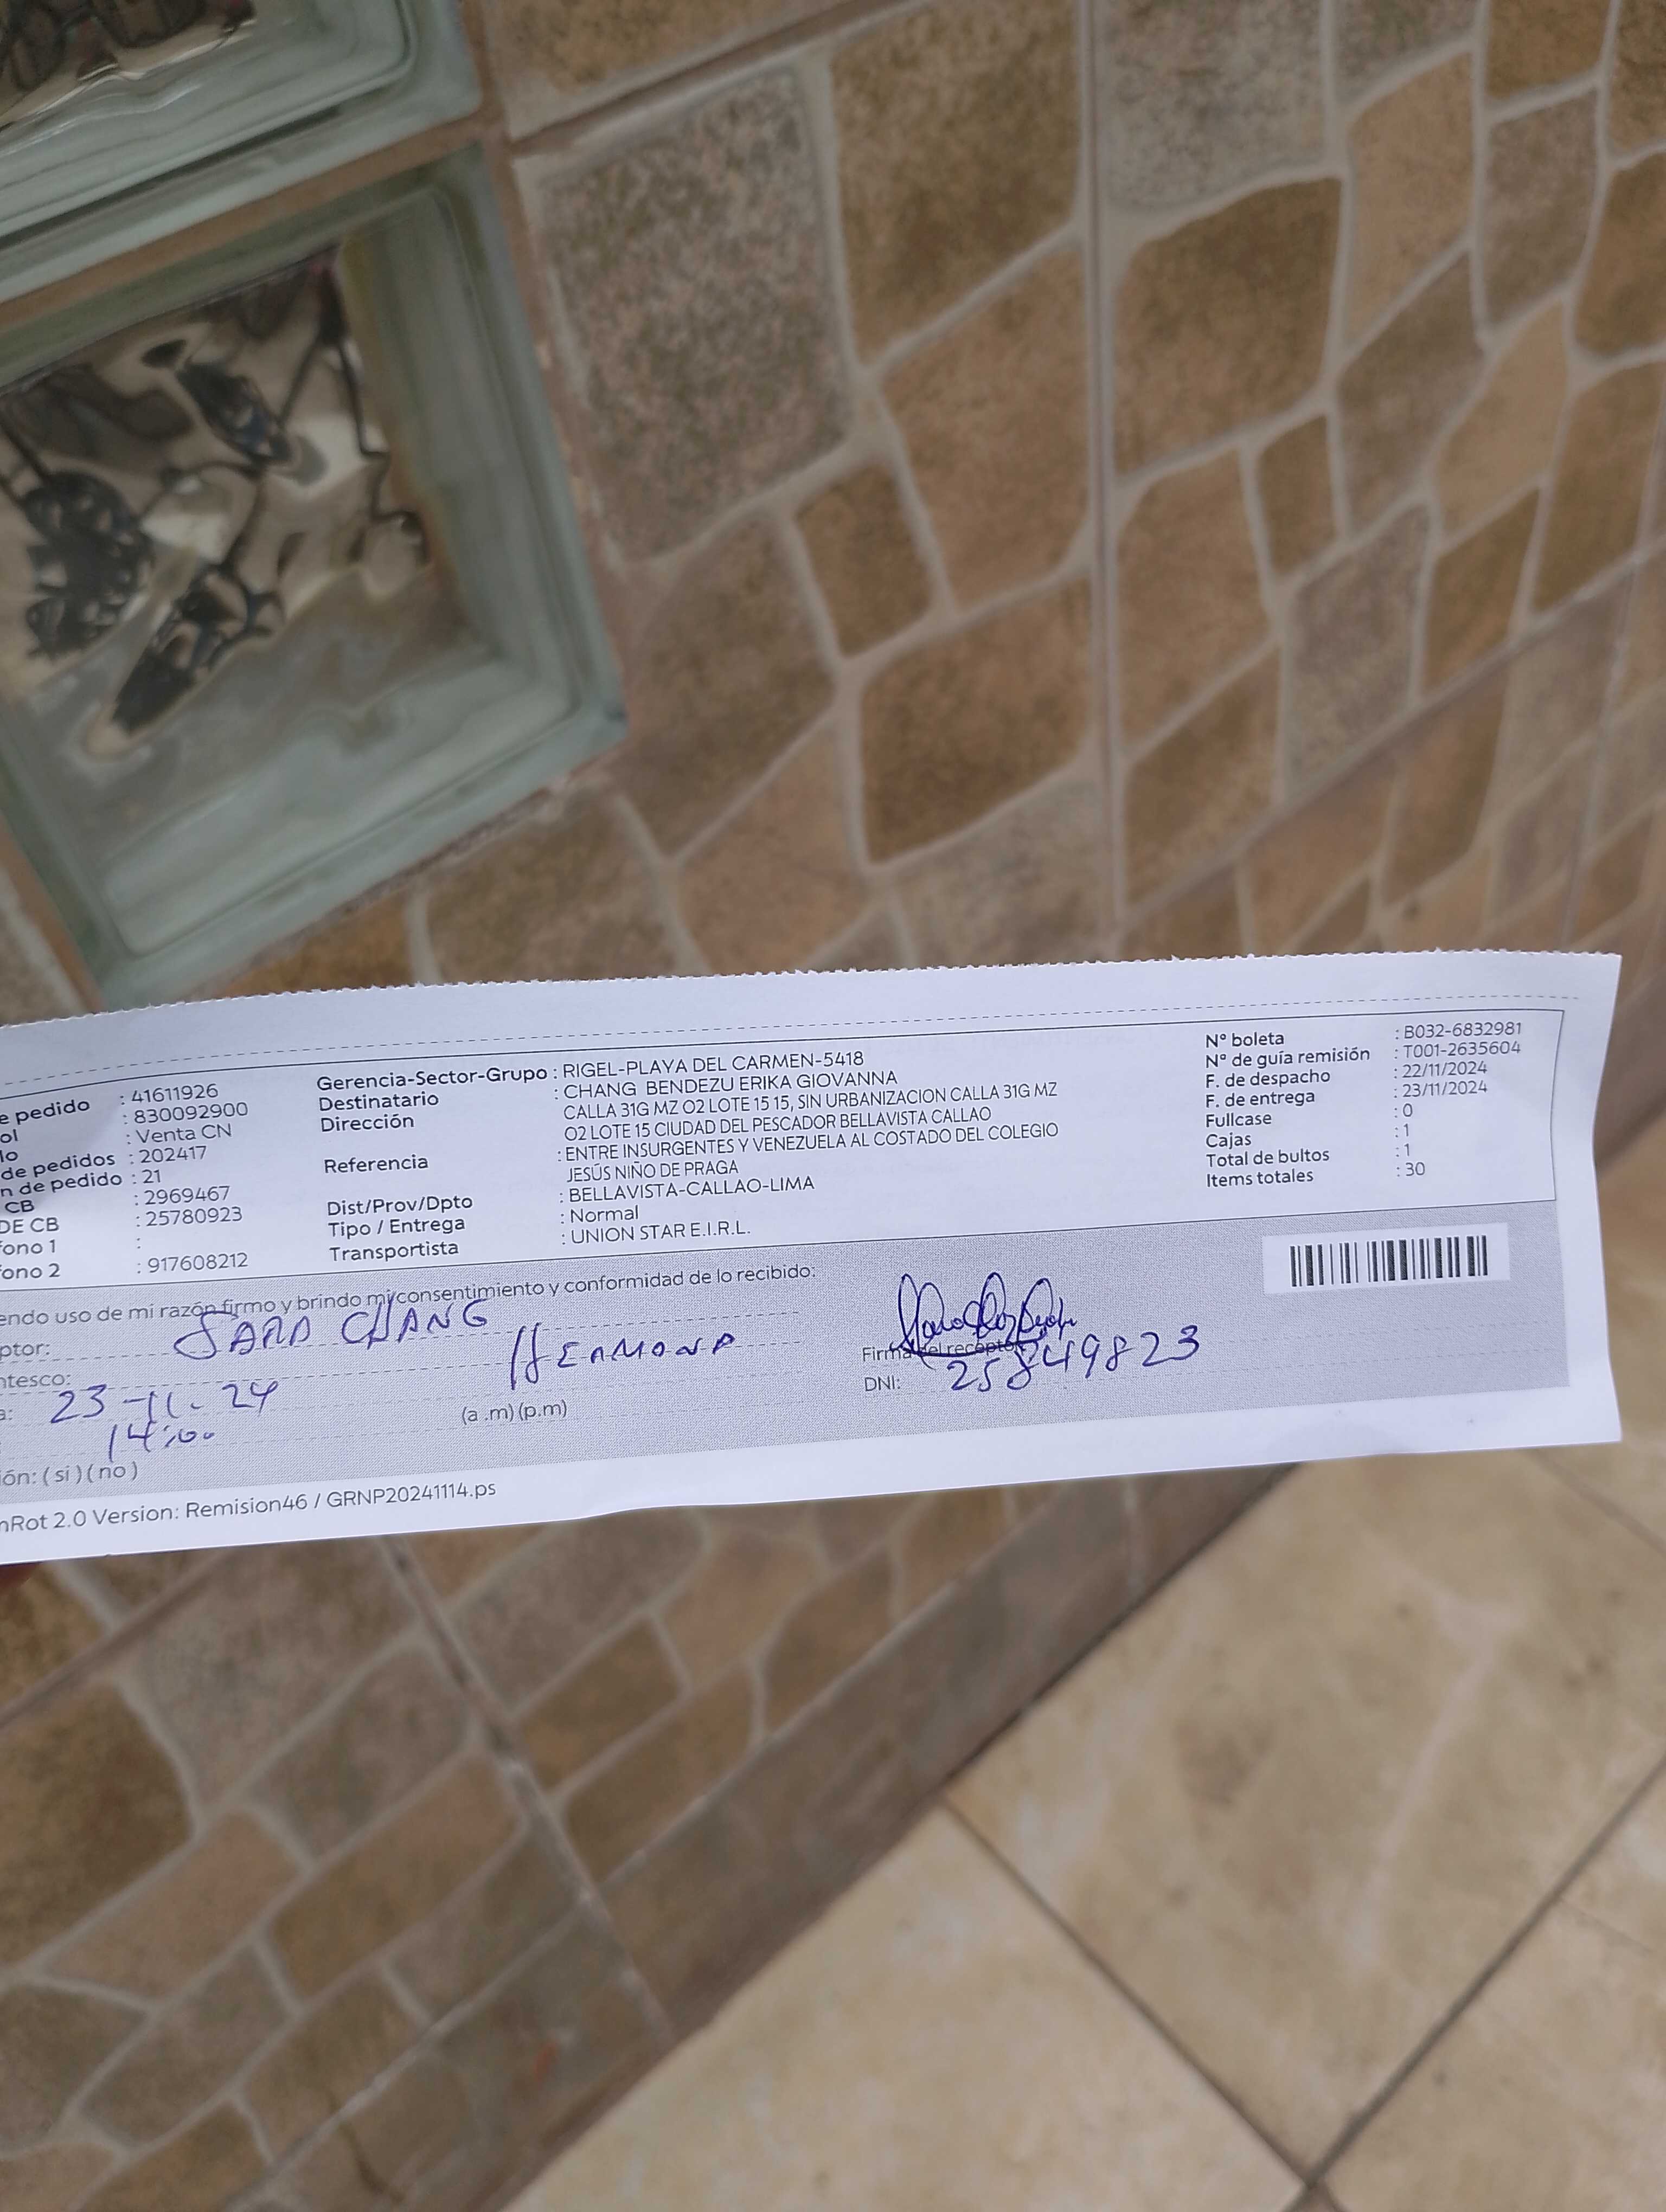 e pedido : 41611926
ol : 830092900
lo : Venta CN
de pedidos : 202417
n de pedido : 21
CB : 2969467
DE CB : 25780923
fono 1 :
fono 2 : 917608212
Gerencia-Sector-Grupo : RIGEL-PLAYA DEL CARMEN-5418
Destinatario : CHANG BENDEZU ERIKA GIOVANNA
Dirección CALLA 31G MZ O2 LOTE 15 15, SIN URBANIZACION CALLA 31G MZ
O2 LOTE 15 CIUDAD DEL PESCADOR BELLAVISTA CALLAO
Referencia : ENTRE INSURGENTES Y VENEZUELA AL COSTADO DEL COLEGIO
JESÚS NIÑO DE PRAGA
Dist/Prov/Dpto : BELLAVISTA-CALLAO-LIMA
Tipo / Entrega : Normal
Transportista : UNION STAR E.I.R.L.
N° boleta : B032-6832981
N° de guía remisión : T001-2635604
F. de despacho : 22/11/2024
F. de entrega : 23/11/2024
Fullcase : 0
Cajas : 1
Total de bultos : 1
Items totales : 30
endo uso de mi razón firmo y brindo mi consentimiento y conformidad de lo recibido:
ptor: SARA CHANG
ntesco: HERMANA
a: 23-11-24
14:00 (a .m) (p.m)
ión: ( si ) ( no )
Firma del receptor
DNI: 25849823
nRot 2.0 Version: Remision46 / GRNP20241114.ps